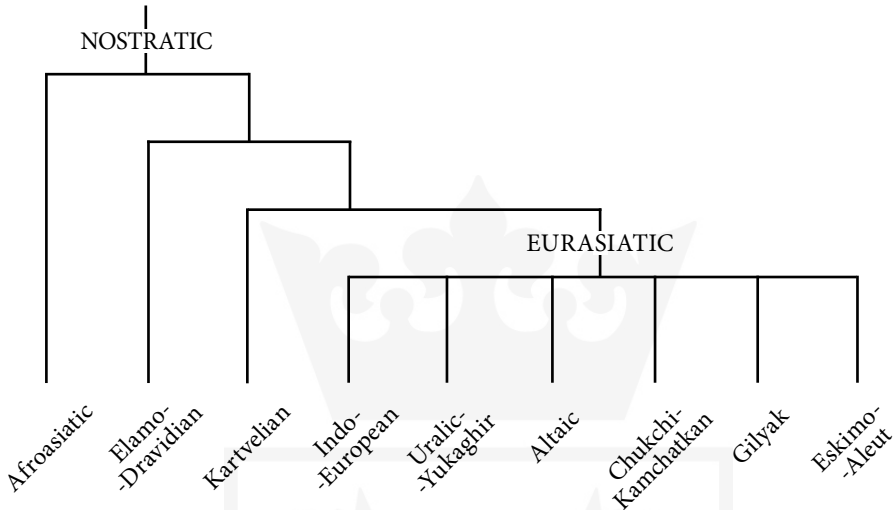 NOSTRATIC
EURASIATIC
Afroasiatic
Elamo-
-Dravidian
Kartvelian
Indo-
-European
Uralic-
-Yukaghir
Altaic
Chukchi-
Kamchatkan
Gilyak
Eskimo-
-Aleut